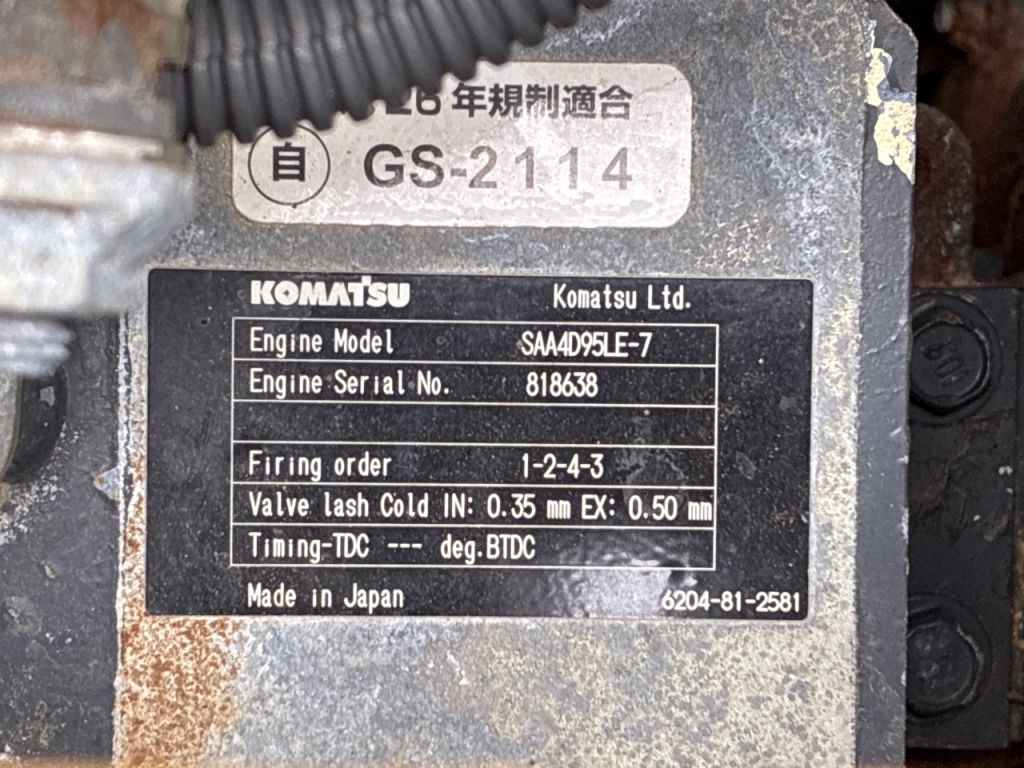 26年規制適合
自 GS-2114
KOMATSU Komatsu Ltd.
Engine Model SAA4D95LE-7
Engine Serial No. 818638
Firing order 1-2-4-3
Valve lash Cold IN: 0.35 mm EX: 0.50 mm
Timing-TDC --- deg.BTDC
Made in Japan 6204-81-2581